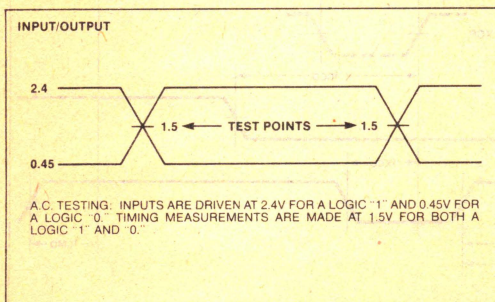 INPUT/OUTPUT
2.4
1.5 TEST POINTS 1.5
0.45
A.C. TESTING: INPUTS ARE DRIVEN AT 2.4V FOR A LOGIC "1" AND 0.45V FOR
A LOGIC "0." TIMING MEASUREMENTS ARE MADE AT 1.5V FOR BOTH A
LOGIC "1" AND "0."